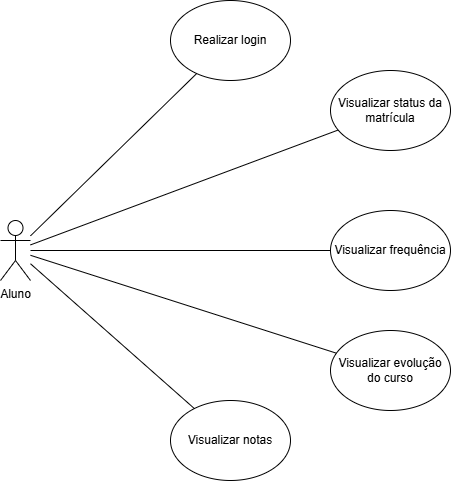 Realizar login
Visualizar status da
matrícula
Visualizar frequência
Aluno
Visualizar evolução
do curso
Visualizar notas